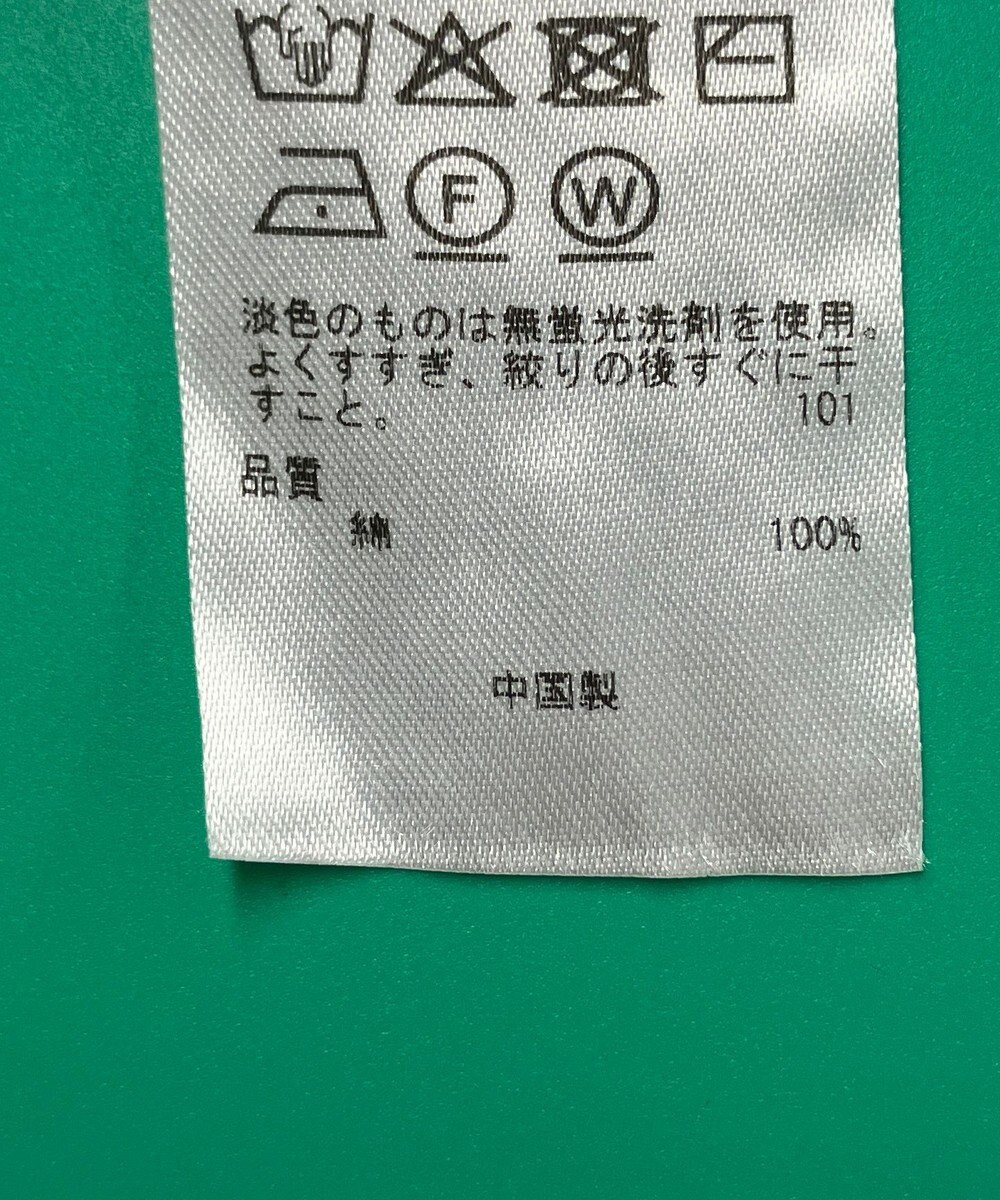 F W
淡色のものは無蛍光洗剤を使用。
よくすすぎ、絞りの後すぐに干
すこと。 101
品質
綿 100%
中国製